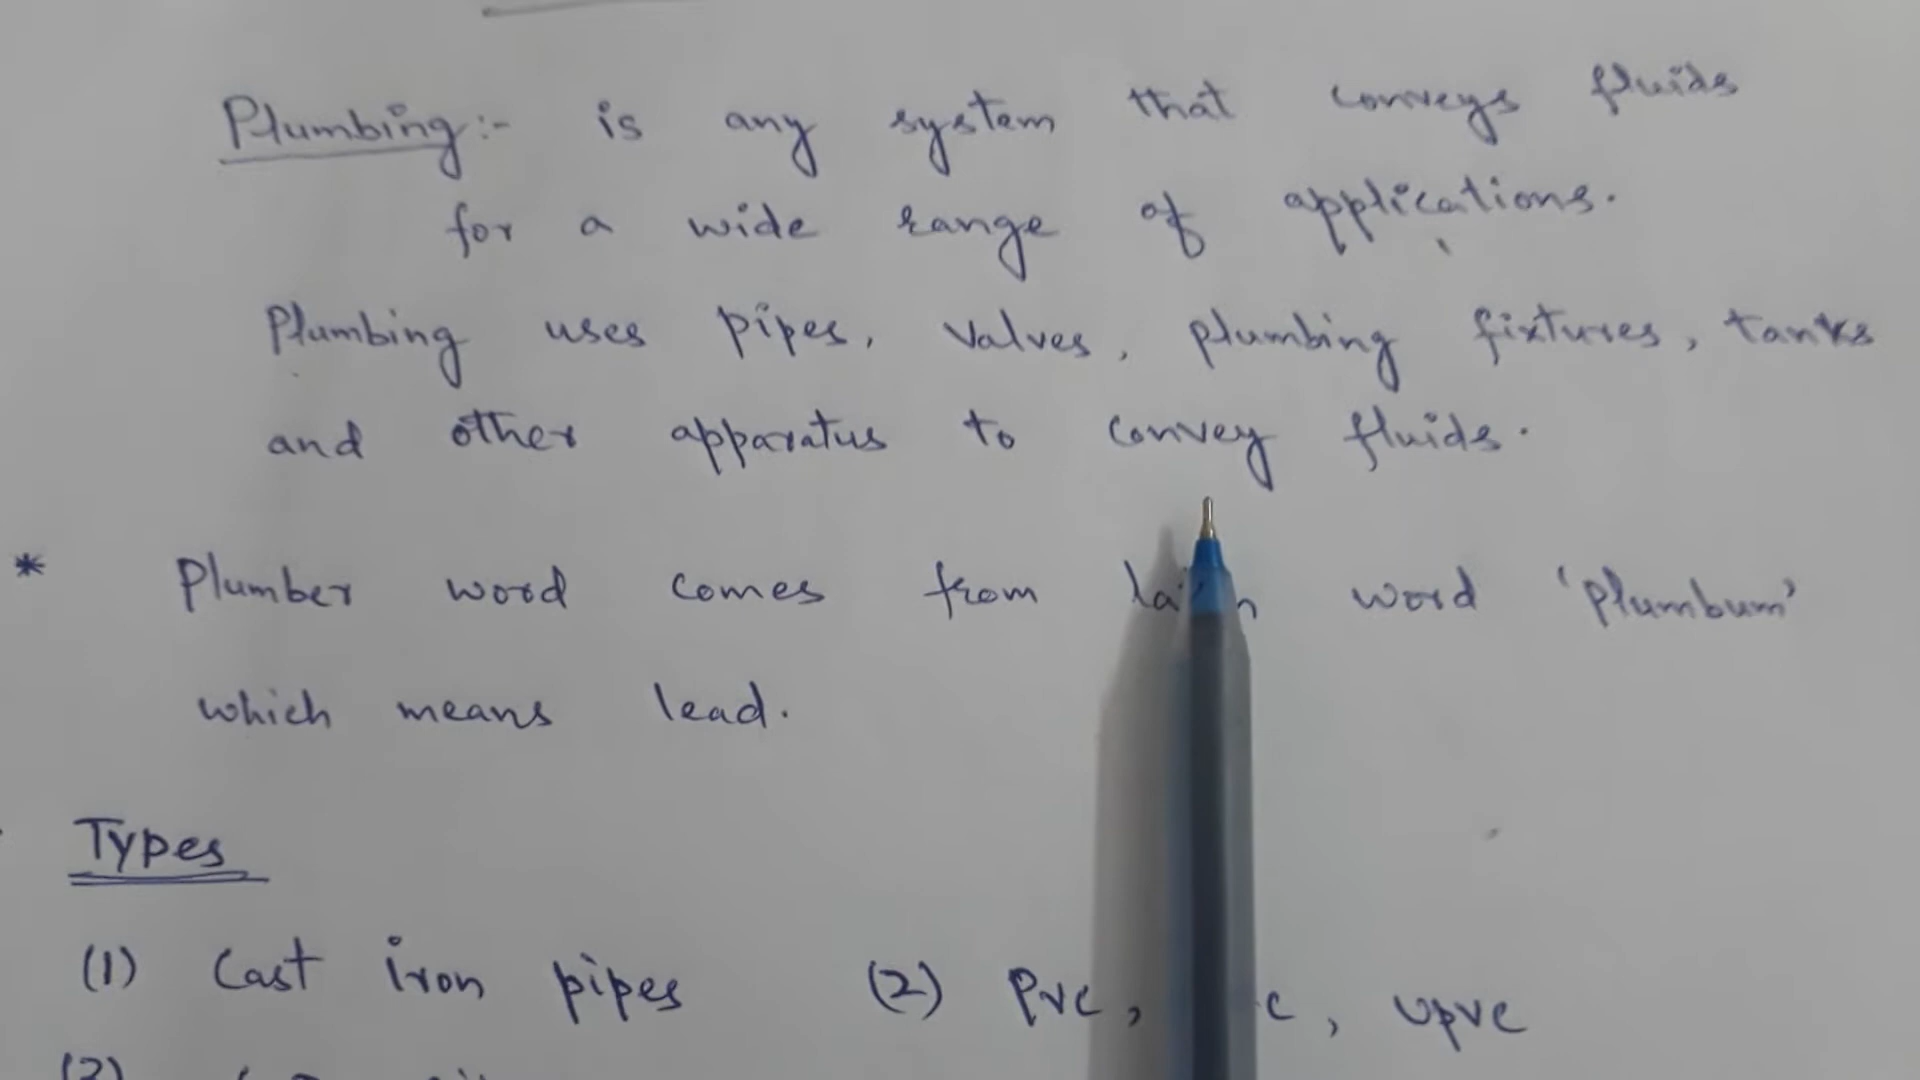 Plumbing:- is any system that conveys fluids
for a wide range of applications.
Plumbing uses pipes, valves, plumbing fixtures, tanks
and other apparatus to convey fluids.
* Plumber word comes from word 'plumbum'
which means lead.
Types
(1) Cast iron pipes (2) Pvc, , upvc